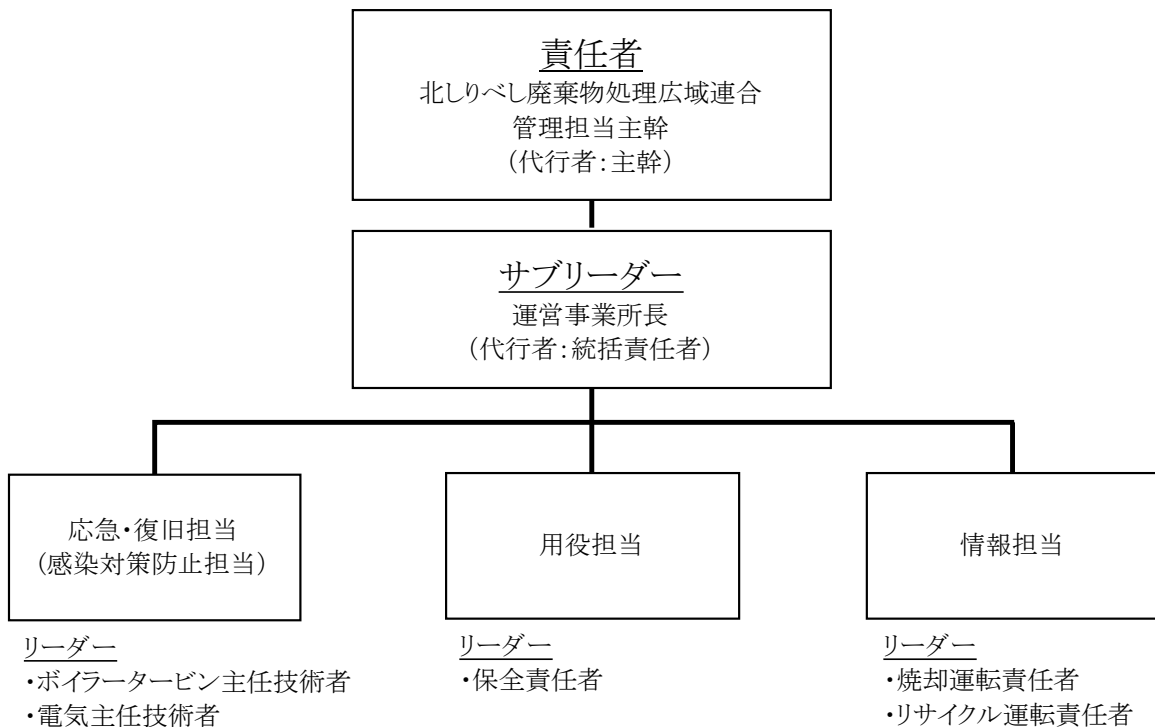 責任者
北しりべし廃棄物処理広域連合
管理担当主幹
(代行者:主幹)
サブリーダー
運営事業所長
(代行者:統括責任者)
応急・復旧担当
(感染対策防止担当)
用役担当
情報担当
リーダー
・ボイラータービン主任技術者
・電気主任技術者
リーダー
・保全責任者
リーダー
・焼却運転責任者
・リサイクル運転責任者